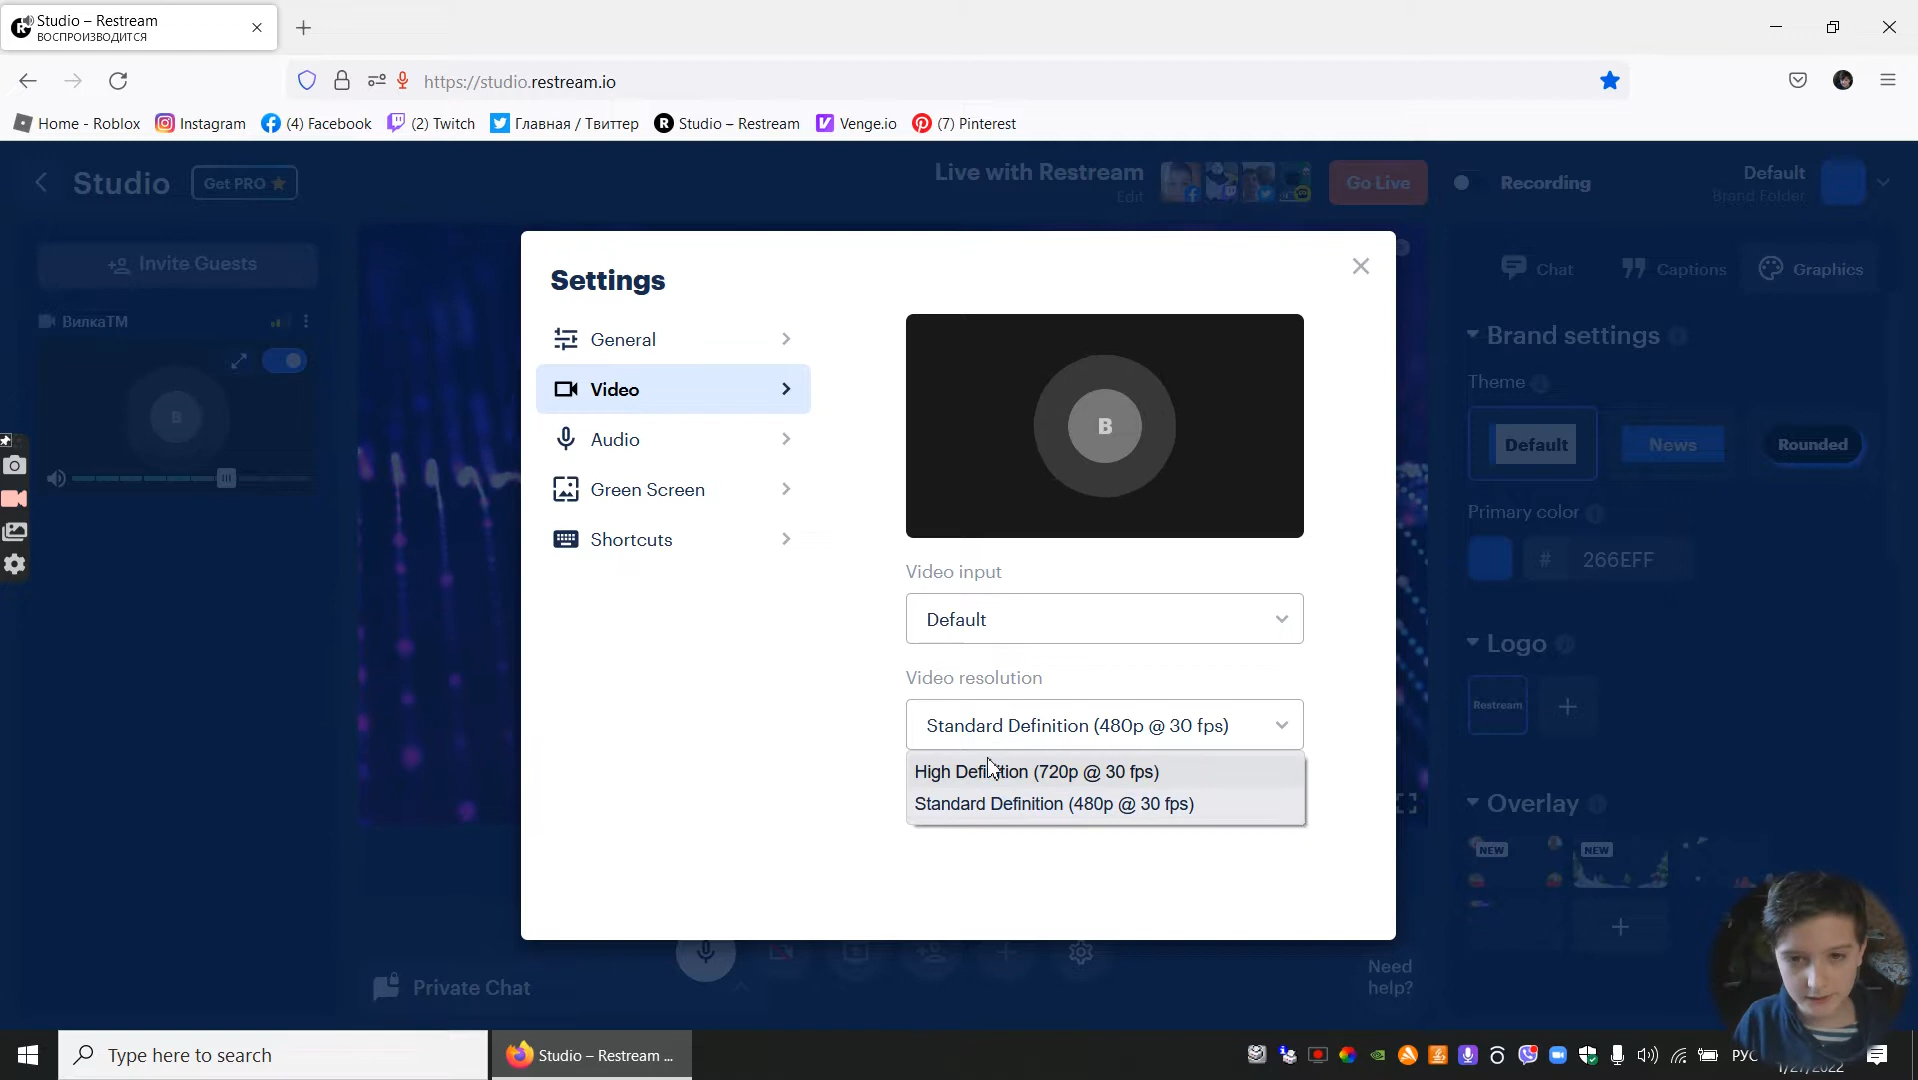 Studio – Restream
ВОСПРОИЗВОДИТСЯ
https://studio.restream.io
Home - Roblox
Instagram
(4) Facebook
(2) Twitch
Главная / Твиттер
Studio – Restream
Venge.io
(7) Pinterest
Studio
Get PRO
Live with Restream
Edit
Go Live
Recording
Default
Brand Folder
Invite Guests
ВилкаТМ
B
Settings
General
Video
Audio
Green Screen
Shortcuts
B
Video input
Default
Video resolution
Standard Definition (480p @ 30 fps)
High Definition (720p @ 30 fps)
Standard Definition (480p @ 30 fps)
Chat
Captions
Graphics
Brand settings
Theme
Default
News
Rounded
Primary color
# 266EFF
Logo
Restream
Overlay
NEW
NEW
Private Chat
Need
help?
Type here to search
Studio – Restream ...
РУС
1/27/2022